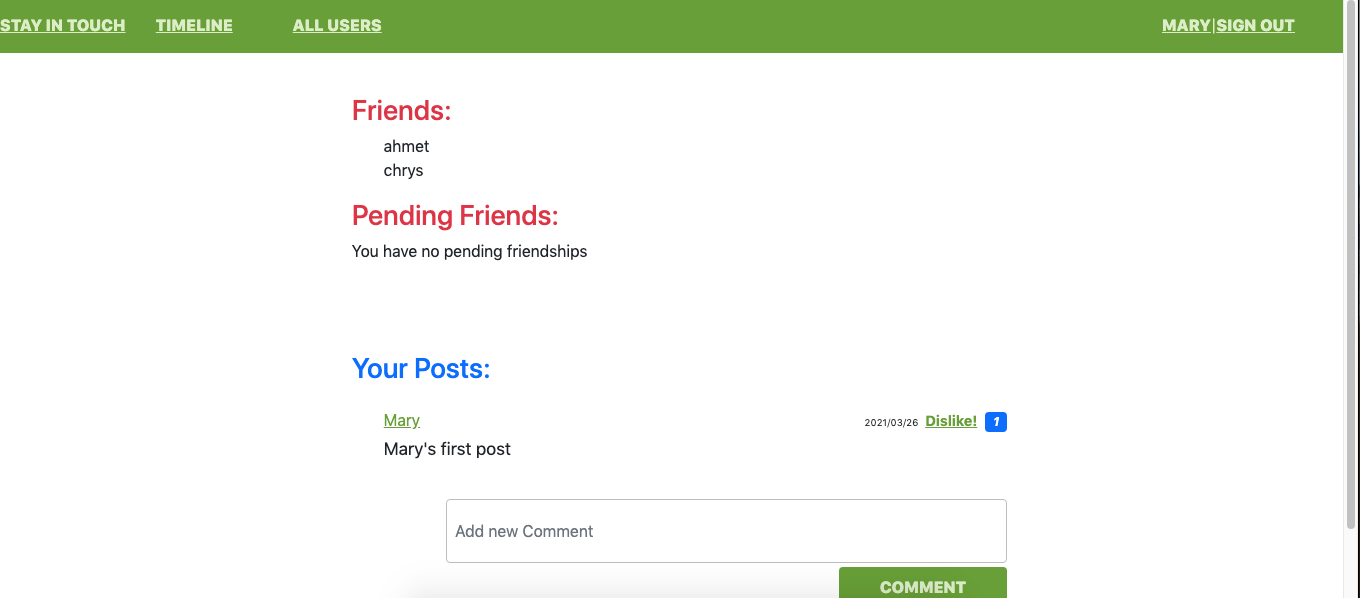 STAY IN TOUCH TIMELINE ALL USERS MARY|SIGN OUT
Friends:
ahmet
chrys
Pending Friends:
You have no pending friendships
Your Posts:
Mary 2021/03/26 Dislike! 1
Mary's first post
Add new Comment
COMMENT